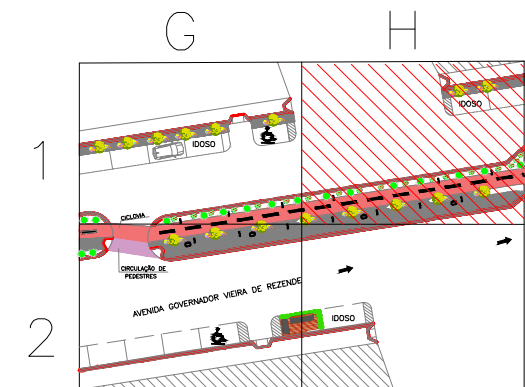 G H
1
IDOSO
IDOSO
CICLOVIA
CIRCULAÇÃO DE
PEDESTRES
AVENIDA GOVERNADOR VIEIRA DE REZENDE
2
IDOSO